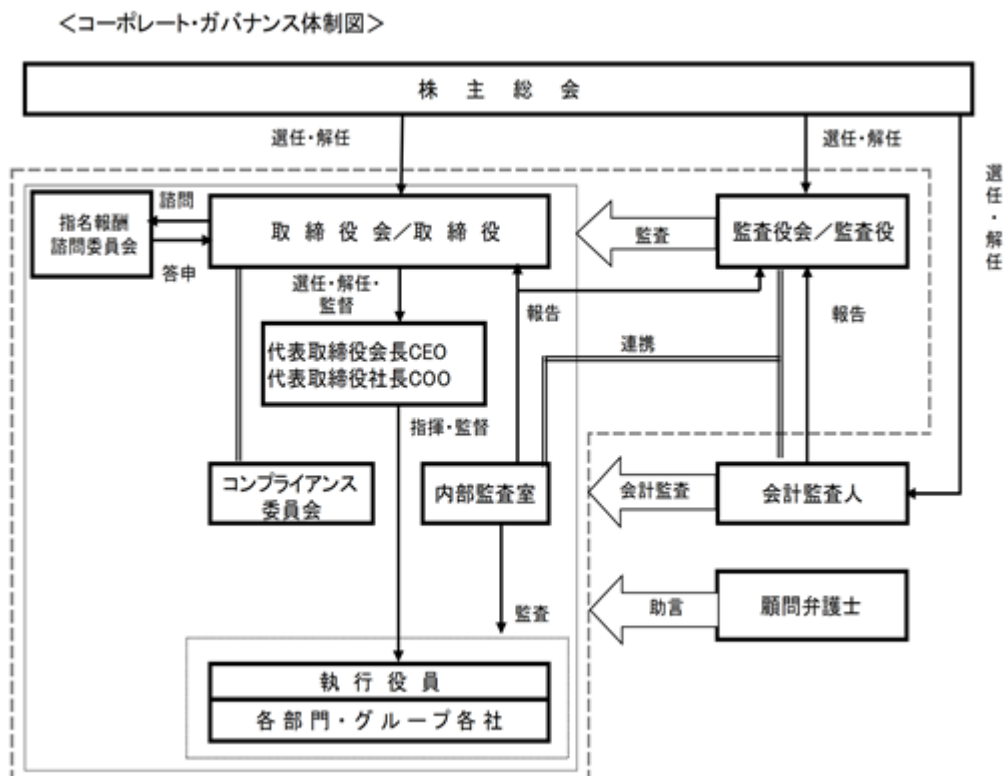 ＜コーポレート・ガバナンス体制図＞
株主総会
選任・解任
選任・解任
選任・解任
指名報酬
諮問委員会
諮問
答申
取締役会／取締役
監査
監査役会／監査役
選任・解任・
監督
報告
報告
代表取締役会長CEO
代表取締役社長COO
連携
指揮・監督
コンプライアンス
委員会
内部監査室
会計監査
会計監査人
監査
助言
顧問弁護士
執行役員
各部門・グループ各社